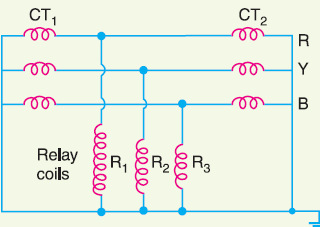 CT₁ CT₂
R
Y
B
Relay
coils
R₁ R₂ R₃